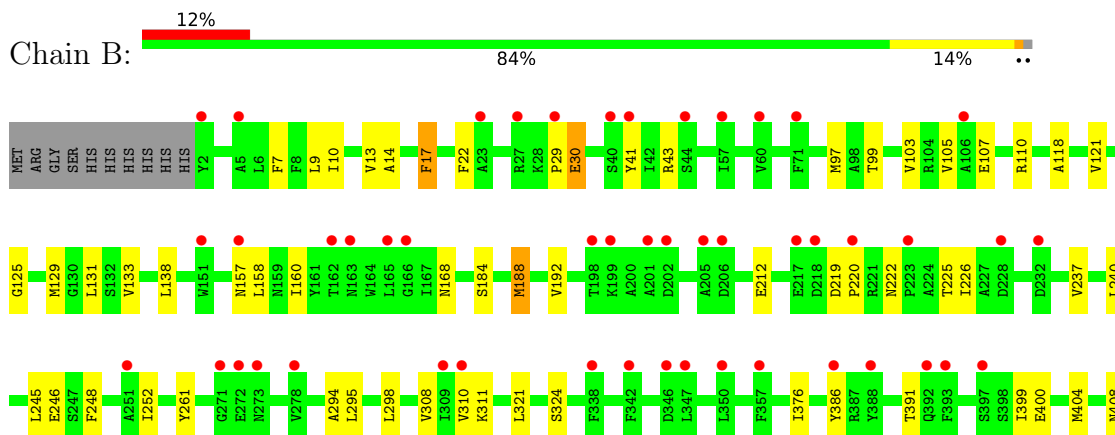 12%
Chain B:
84% 14% ••
MET ARG GLY SER HIS HIS HIS HIS HIS HIS HIS Y2 A5 L6 F7 F8 L9 I10 V13 A14 F17 F22 A23 R27 K28 P29 E30 S40 Y41 I42 R43 S44 I57 V60 F71 M97 A98 T99 V103 R104 V105 A106 E107 R110 A118 V121
G125 M129 G130 L131 S132 V133 L138 W151 N157 L158 N159 I160 Y161 T162 N163 W164 L165 G166 I167 N168 S184 M188 V192 T198 K199 A200 A201 D202 A205 D206 E212 E217 D218 D219 P220 R221 N222 P223 A224 T225 I226 A227 D228 D232 V237 L240
L245 E246 S247 F248 A251 I252 Y261 G271 E272 N273 V278 A294 L295 L298 V308 I309 V310 K311 L321 S324 F338 F342 D346 L347 L350 F357 I376 Y386 R387 Y388 T391 Q392 F393 S397 S398 I399 E400 M404